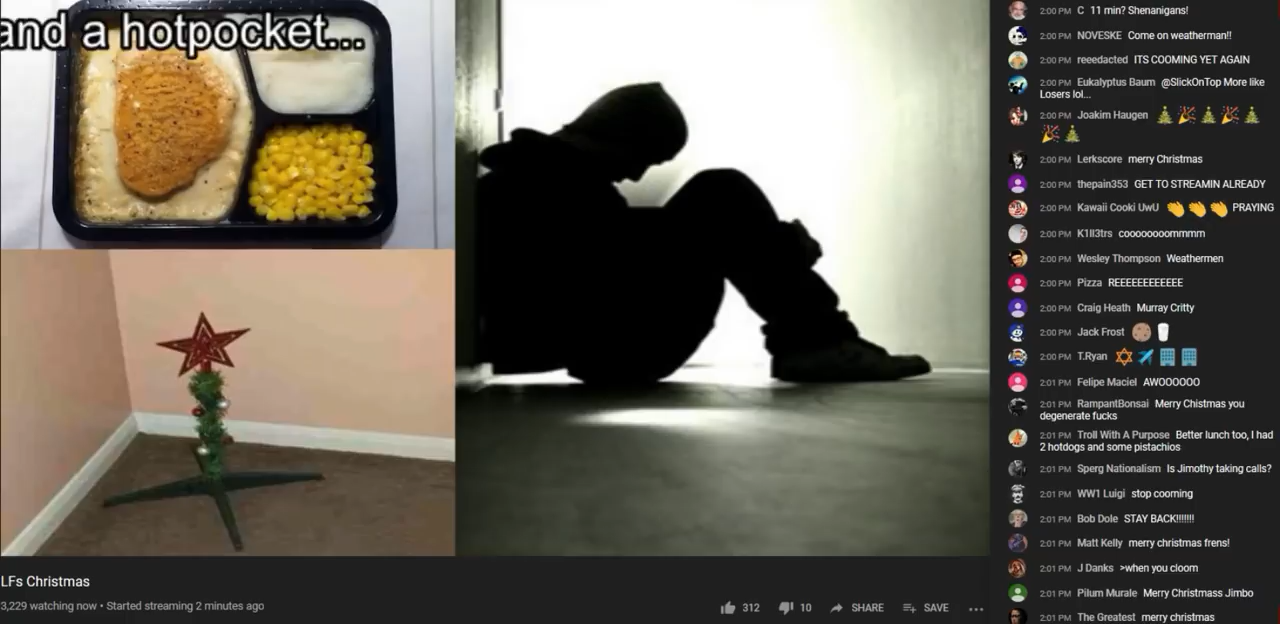 and a hotpocket...
LFs Christmas
3,229 watching now • Started streaming 2 minutes ago
312
10
SHARE
SAVE
2:00 PM C 11 min? Shenanigans!
2:00 PM NOVESKE Come on weatherman!!
2:00 PM reeedacted ITS COOMING YET AGAIN
2:00 PM Eukalyptus Baum @SlickOnTop More like
Losers lol...
2:00 PM Joakim Haugen 🎄🎉🎄🎉🎄
🎉🎄
2:00 PM Lerkscore merry Christmas
2:00 PM thepain353 GET TO STREAMIN ALREADY
2:00 PM Kawaii Cooki UwU 👏👏👏 PRAYING
2:00 PM K1ll3trs coooooooommmm
2:00 PM Wesley Thompson Weathermen
2:00 PM Pizza REEEEEEEEEEEE
2:00 PM Craig Heath Murray Critty
2:00 PM Jack Frost 🍪🥛
2:00 PM T.Ryan 🔯✈️🏢🏢
2:01 PM Felipe Maciel AWOOOOOO
2:01 PM RampantBonsai Merry Chistmas you
degenerate fucks
2:01 PM Troll With A Purpose Better lunch too, I had
2 hotdogs and some pistachios
2:01 PM Sperg Nationalism Is Jimothy taking calls?
2:01 PM WW1 Luigi stop coorning
2:01 PM Bob Dole STAY BACK!!!!!!!
2:01 PM Matt Kelly merry christmas frens!
2:01 PM J Danks >when you cloom
2:01 PM Pilum Murale Merry Christmass Jimbo
2:01 PM The Greatest merry christmas